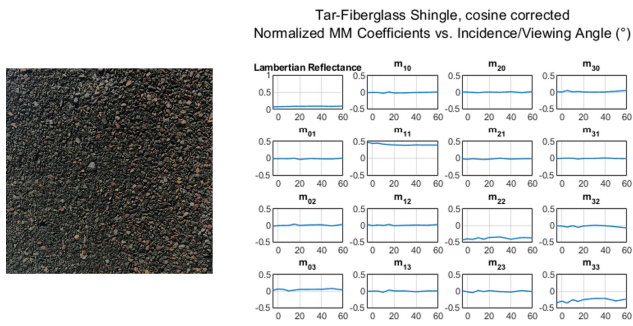 Tar-Fiberglass Shingle, cosine corrected
Normalized MM Coefficients vs. Incidence/Viewing Angle (°)
Lambertian Reflectance m10 m20 m30
1 0.5 0.5 0.5
0.5 0 0 0
0 -0.5 -0.5 -0.5
0 20 40 60 0 20 40 60 0 20 40 60 0 20 40 60
m01 m11 m21 m31
0.5 0.5 0.5 0.5
0 0 0 0
-0.5 -0.5 -0.5 -0.5
0 20 40 60 0 20 40 60 0 20 40 60 0 20 40 60
m02 m12 m22 m32
0.5 0.5 0.5 0.5
0 0 0 0
-0.5 -0.5 -0.5 -0.5
0 20 40 60 0 20 40 60 0 20 40 60 0 20 40 60
m03 m13 m23 m33
0.5 0.5 0.5 0.5
0 0 0 0
-0.5 -0.5 -0.5 -0.5
0 20 40 60 0 20 40 60 0 20 40 60 0 20 40 60